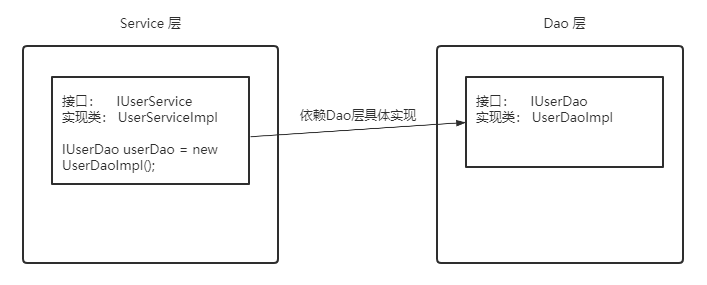 Service 层
Dao 层
接口： IUserService
实现类： UserServiceImpl
IUserDao userDao = new
UserDaoImpl();
依赖Dao层具体实现
接口： IUserDao
实现类： UserDaoImpl